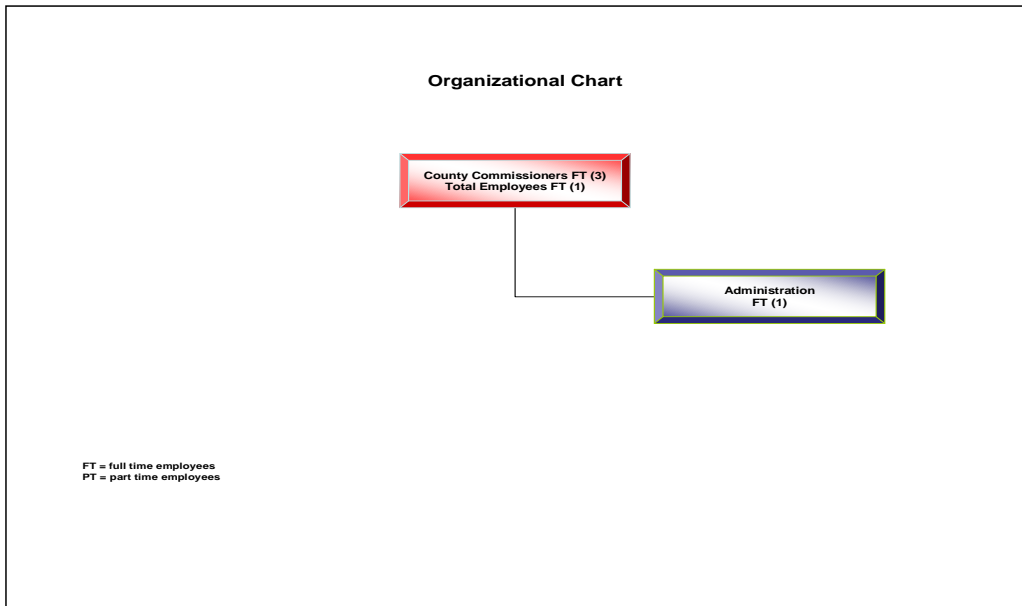 Organizational Chart
County Commissioners FT (3)
Total Employees FT (1)
Administration
FT (1)
FT = full time employees
PT = part time employees